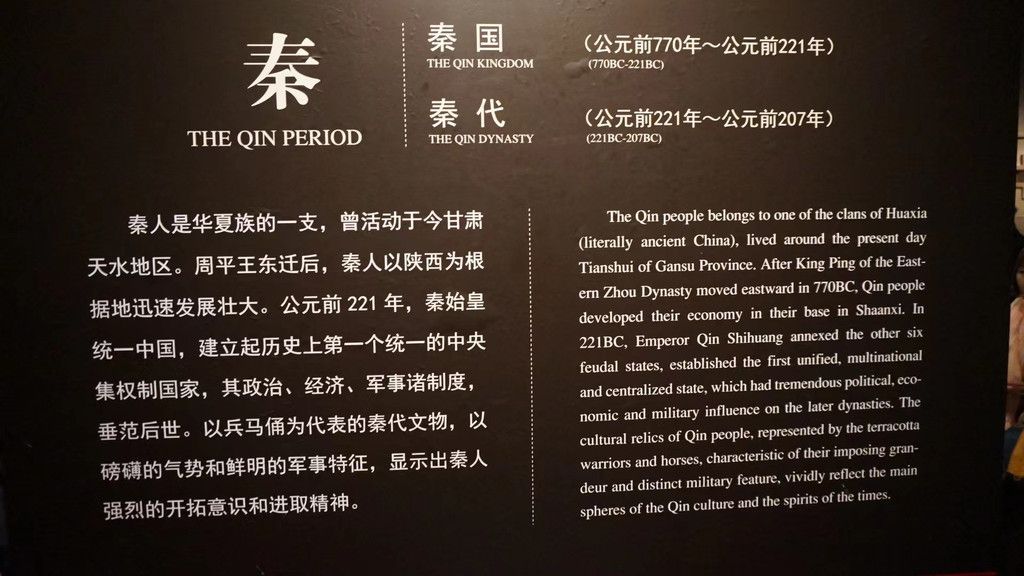 秦
THE QIN PERIOD
秦 国 （公元前770年～公元前221年）
THE QIN KINGDOM (770BC-221BC)
秦 代 （公元前221年～公元前207年）
THE QIN DYNASTY (221BC-207BC)
秦人是华夏族的一支，曾活动于今甘肃
天水地区。周平王东迁后，秦人以陕西为根
据地迅速发展壮大。公元前 221 年，秦始皇
统一中国，建立起历史上第一个统一的中央
集权制国家，其政治、经济、军事诸制度，
垂范后世。以兵马俑为代表的秦代文物，以
磅礴的气势和鲜明的军事特征，显示出秦人
强烈的开拓意识和进取精神。
The Qin people belongs to one of the clans of Huaxia
(literally ancient China), lived around the present day
Tianshui of Gansu Province. After King Ping of the East-
ern Zhou Dynasty moved eastward in 770BC, Qin people
developed their economy in their base in Shaanxi. In
221BC, Emperor Qin Shihuang annexed the other six
feudal states, established the first unified, multinational
and centralized state, which had tremendous political, eco-
nomic and military influence on the later dynasties. The
cultural relics of Qin people, represented by the terracotta
warriors and horses, characteristic of their imposing gran-
deur and distinct military feature, vividly reflect the main
spheres of the Qin culture and the spirits of the times.